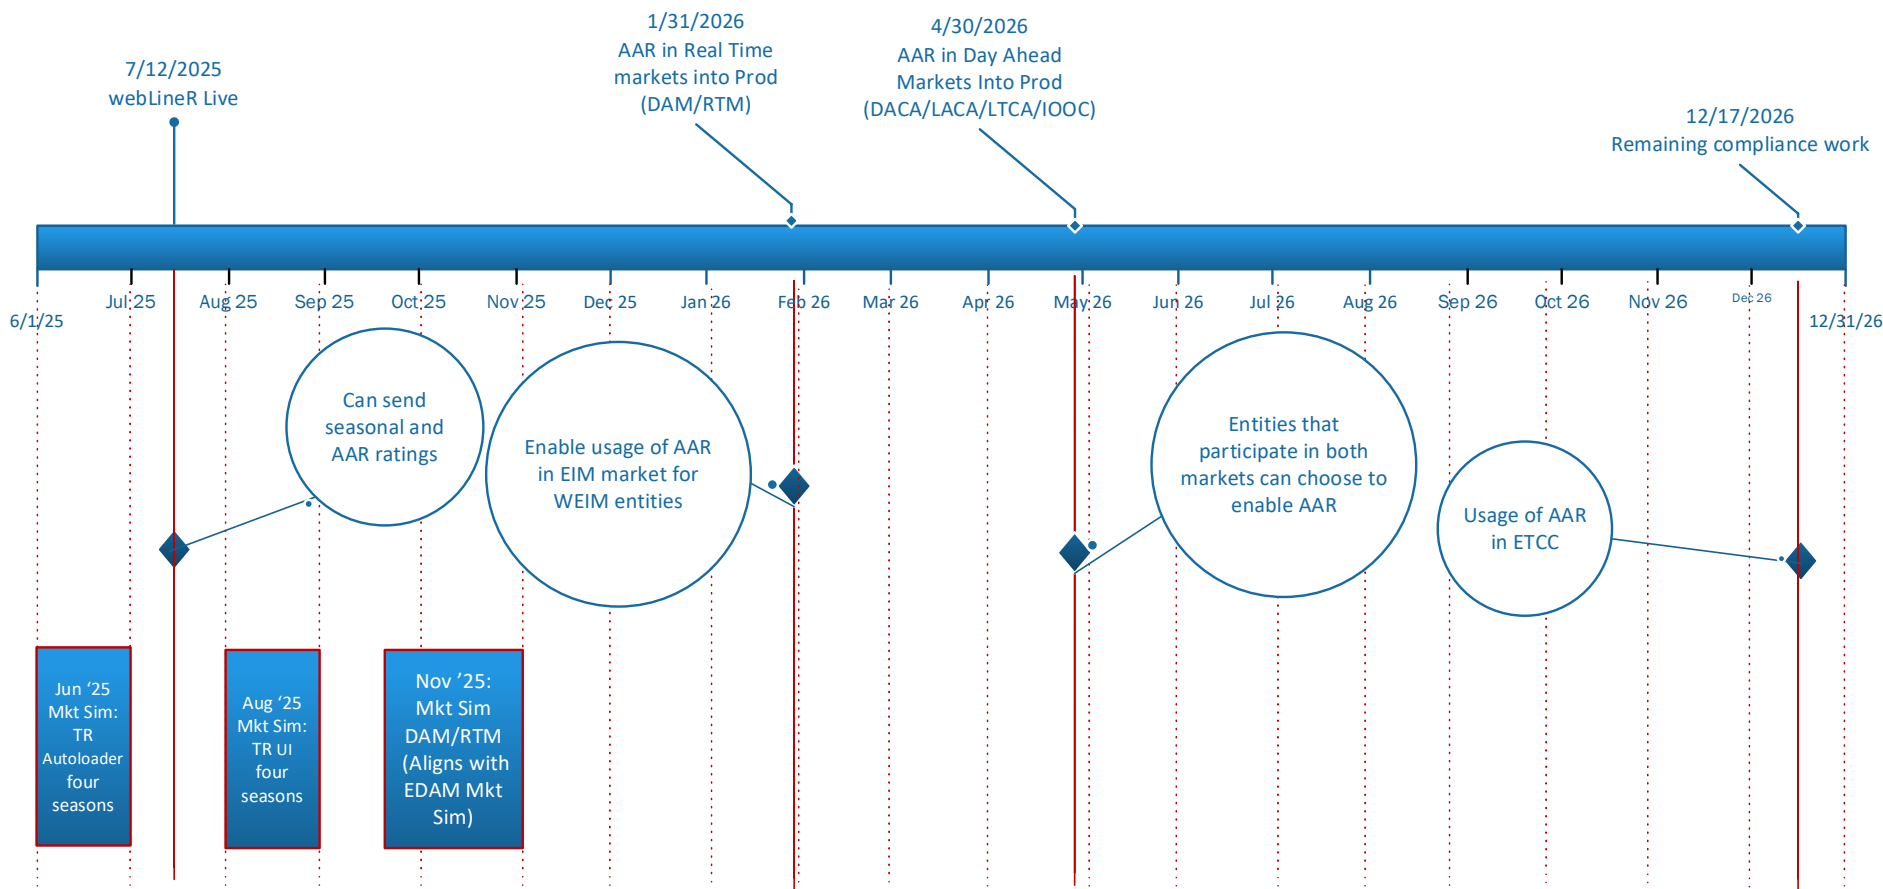 7/12/2025
webLineR Live
1/31/2026
AAR in Real Time
markets into Prod
(DAM/RTM)
4/30/2026
AAR in Day Ahead
Markets Into Prod
(DACA/LACA/LTCA/IOOC)
12/17/2026
Remaining compliance work
6/1/25
Jul 25
Aug 25
Sep 25
Oct 25
Nov 25
Dec 25
Jan 26
Feb 26
Mar 26
Apr 26
May 26
Jun 26
Jul 26
Aug 26
Sep 26
Oct 26
Nov 26
Dec 26
12/31/26
Can send
seasonal and
AAR ratings
Enable usage of AAR
in EIM market for
WEIM entities
Entities that
participate in both
markets can choose to
enable AAR
Usage of AAR
in ETCC
Jun ‘25
Mkt Sim:
TR
Autoloader
four
seasons
Aug ‘25
Mkt Sim:
TR UI
four
seasons
Nov ’25:
Mkt Sim
DAM/RTM
(Aligns with
EDAM Mkt
Sim)